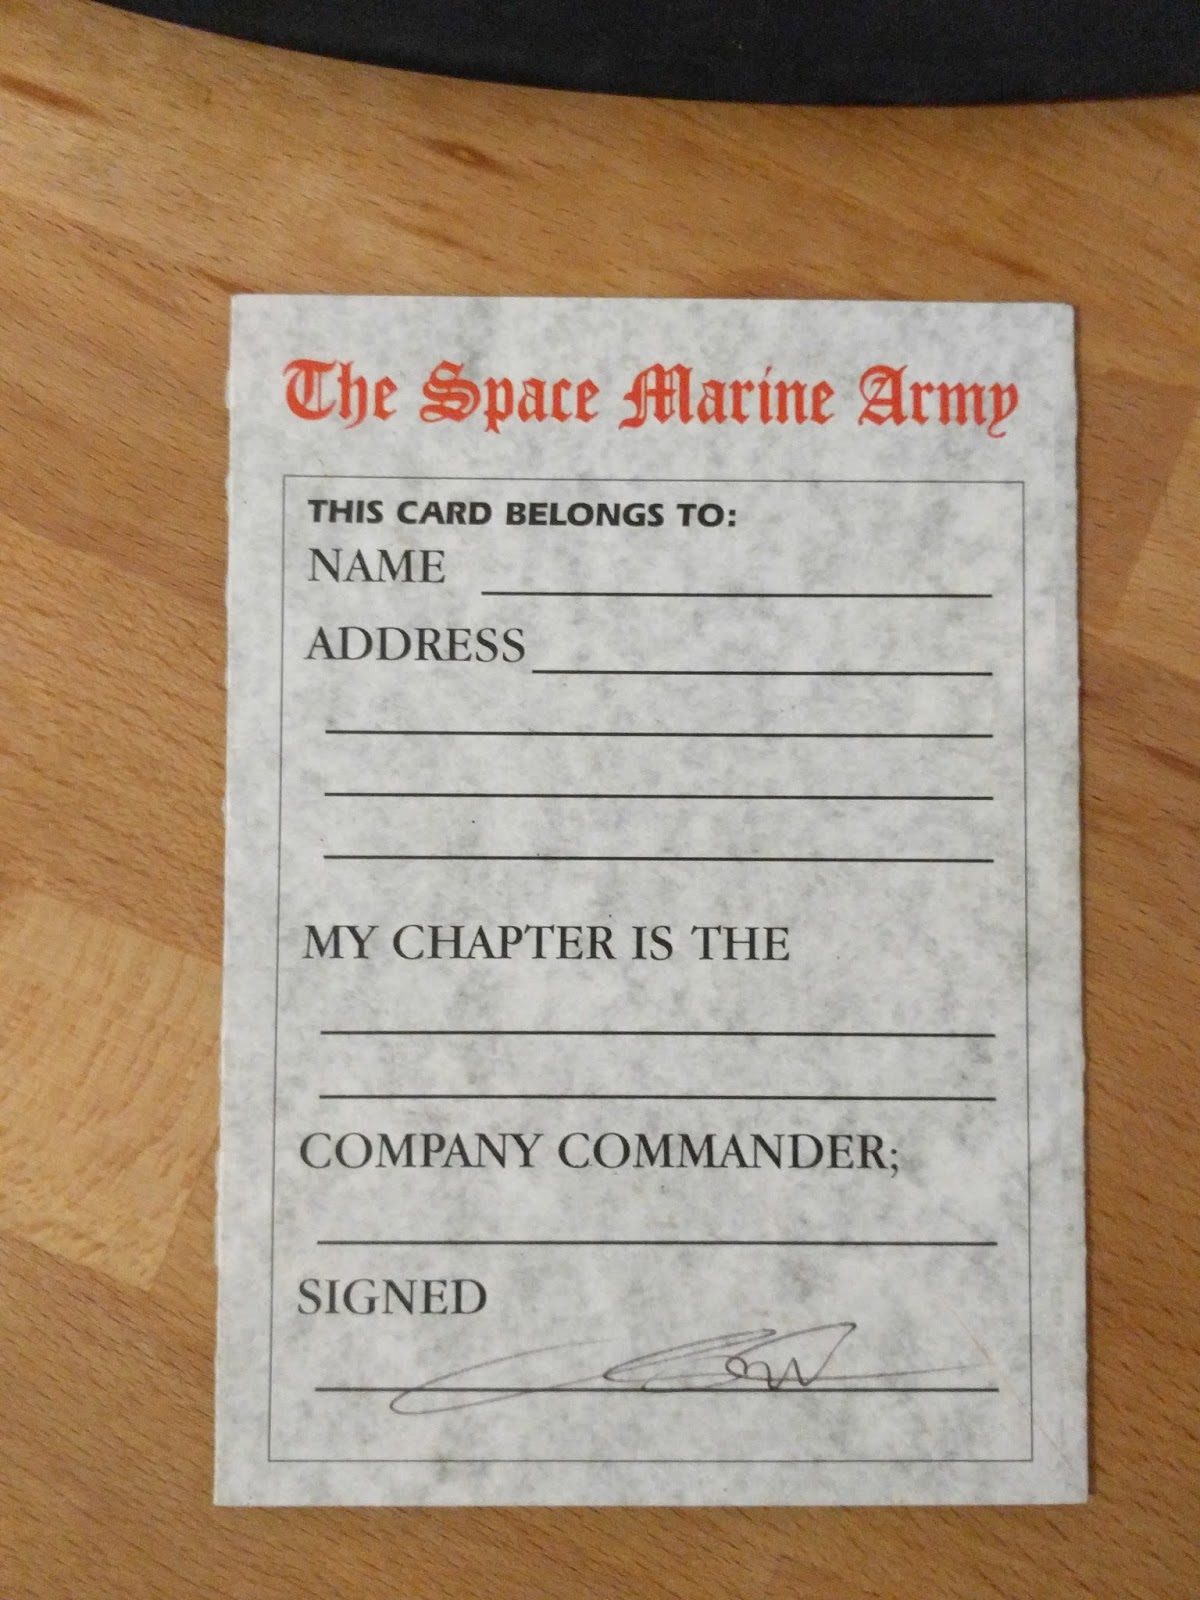 The Space Marine Army
THIS CARD BELONGS TO:
NAME
ADDRESS
MY CHAPTER IS THE
COMPANY COMMANDER;
SIGNED